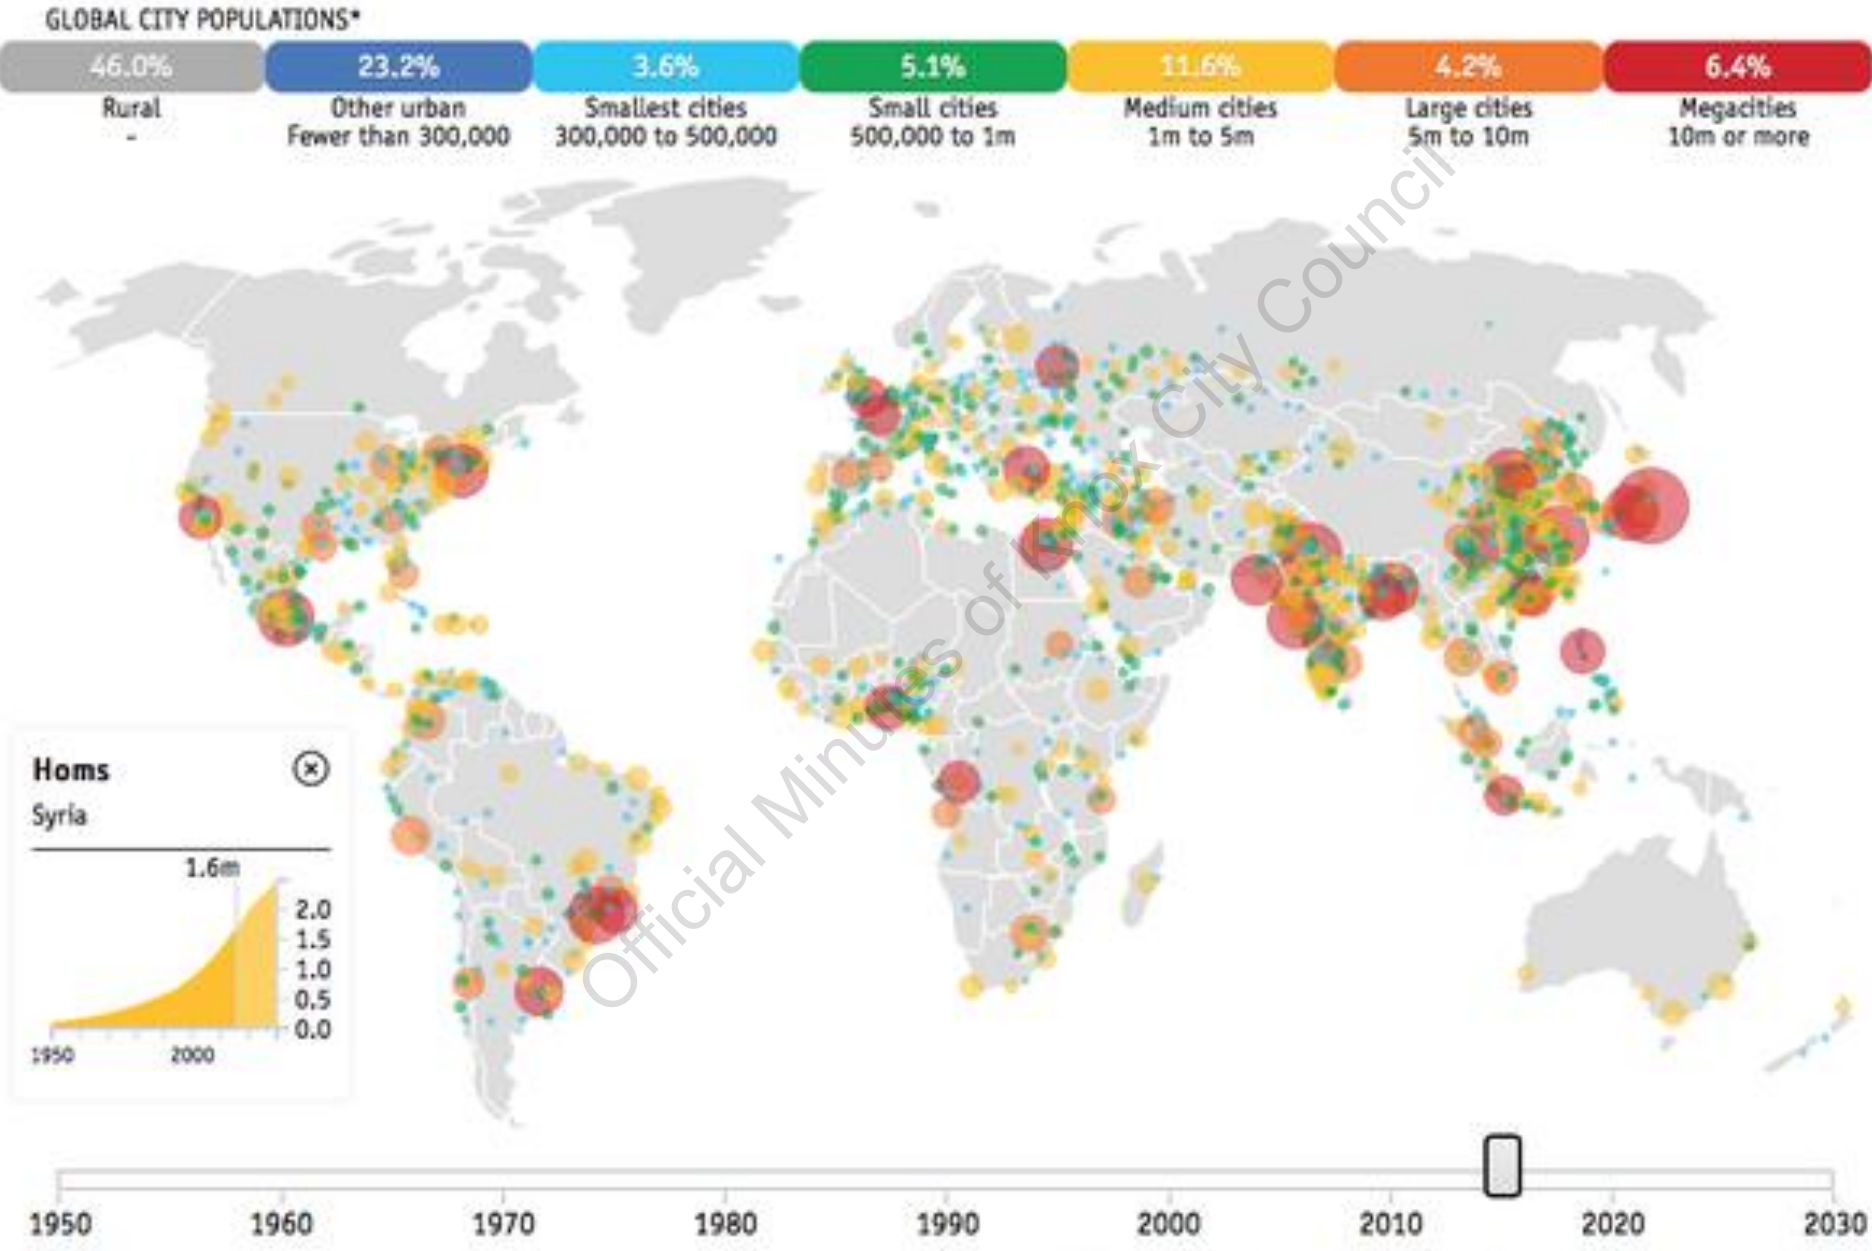 GLOBAL CITY POPULATIONS*
46.0% 23.2% 3.6% 5.1% 11.6% 4.2% 6.4%
Rural Other urban Smallest cities Small cities Medium cities Large cities Megacities
- Fewer than 300,000 300,000 to 500,000 500,000 to 1m 1m to 5m 5m to 10m 10m or more
Official Minutes of Knox City Council
Homs
Syria
1.6m
2.0
1.5
1.0
0.5
0.0
1950 2000
1950 1960 1970 1980 1990 2000 2010 2020 2030